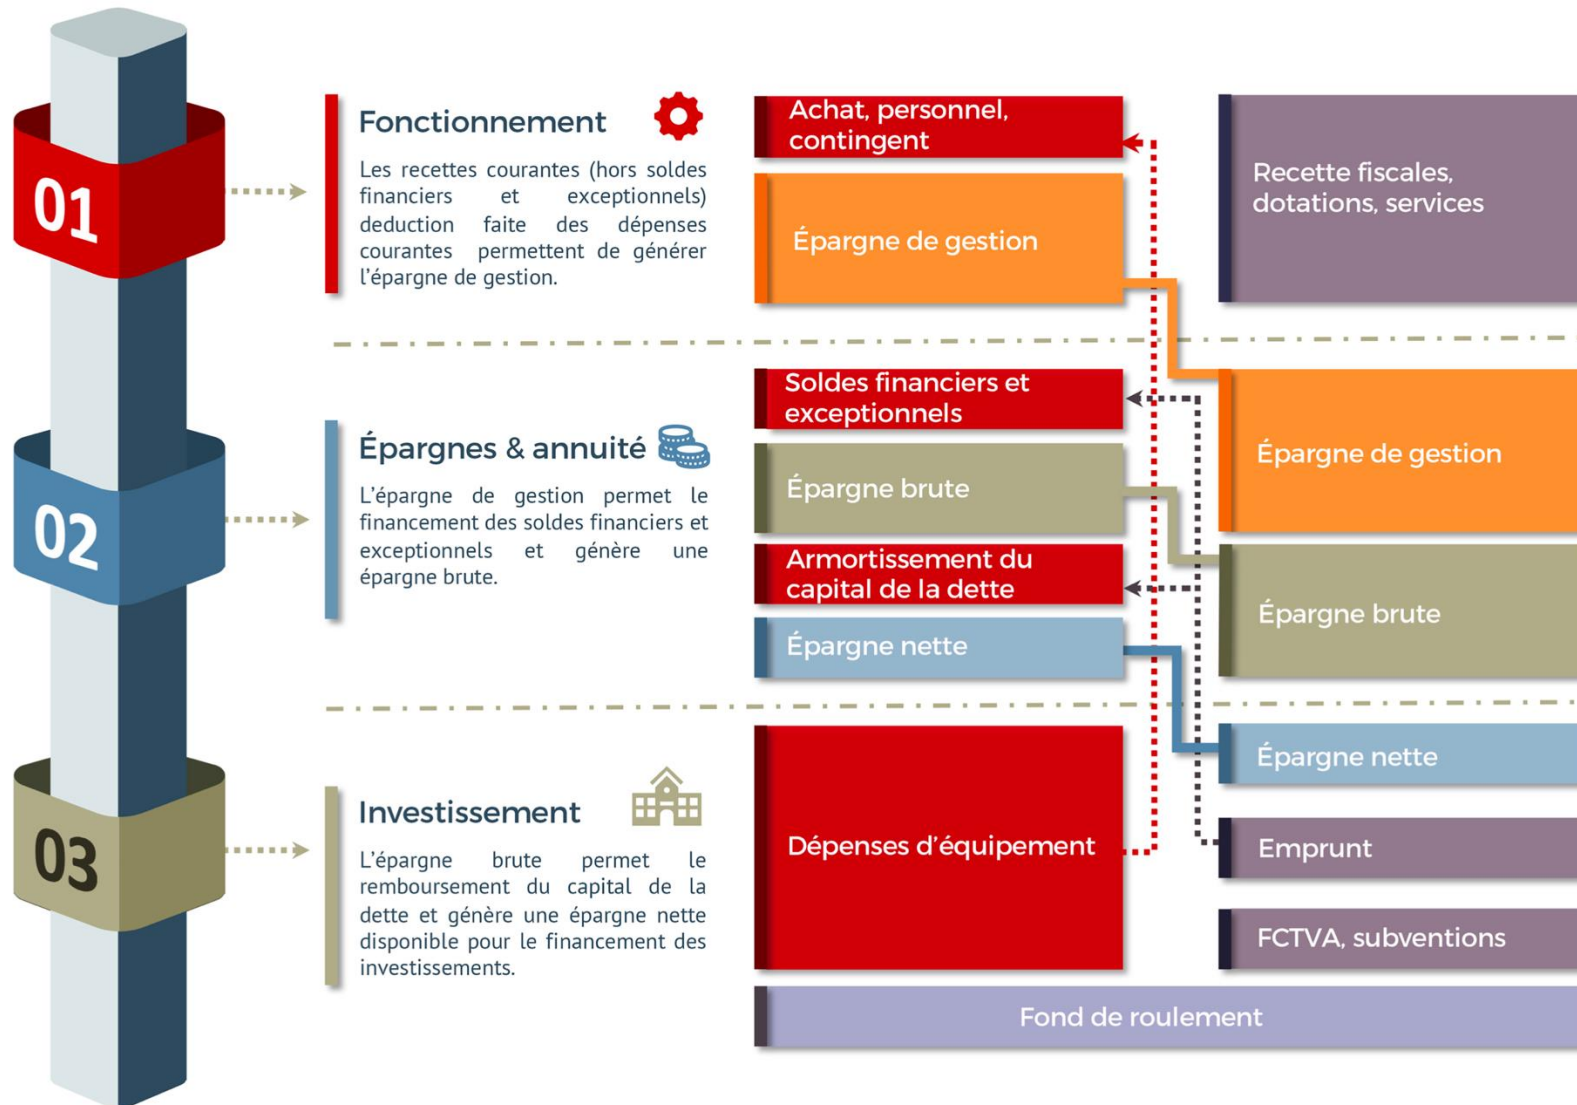 01
Fonctionnement
Les recettes courantes (hors soldes
financiers et exceptionnels)
deduction faite des dépenses
courantes permettent de générer
l'épargne de gestion.
Achat, personnel,
contingent
Épargne de gestion
Recette fiscales,
dotations, services
02
Épargnes & annuité
L'épargne de gestion permet le
financement des soldes financiers et
exceptionnels et génère une
épargne brute.
Soldes financiers et
exceptionnels
Épargne brute
Armortissement du
capital de la dette
Épargne nette
Épargne de gestion
Épargne brute
03
Investissement
L'épargne brute permet le
remboursement du capital de la
dette et génère une épargne nette
disponible pour le financement des
investissements.
Dépenses d'équipement
Épargne nette
Emprunt
FCTVA, subventions
Fond de roulement